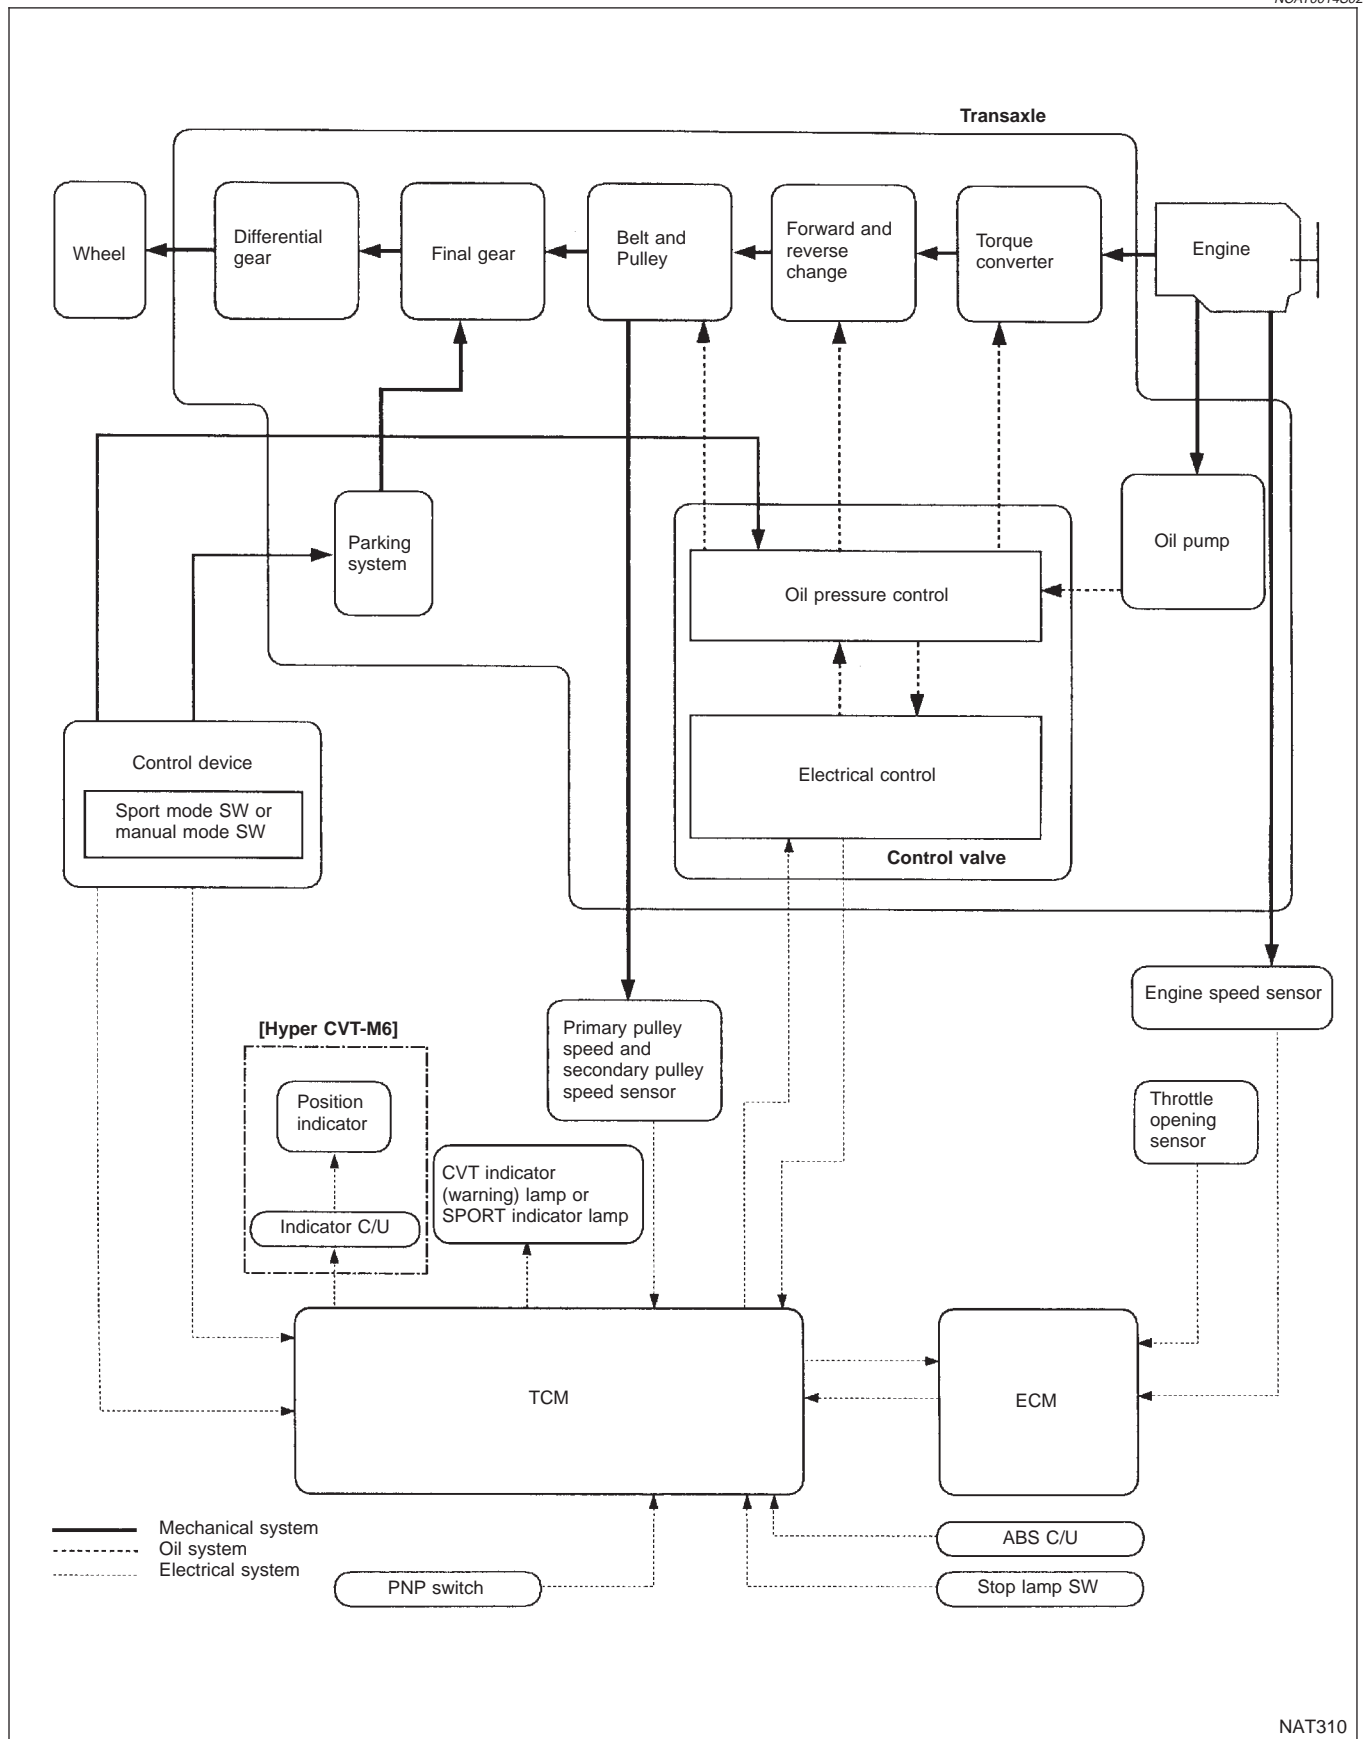 Transaxle
Wheel
Differential
gear
Final gear
Belt and
Pulley
Forward and
reverse
change
Torque
converter
Engine
Parking
system
Oil pump
Oil pressure control
Control device
Sport mode SW or
manual mode SW
Electrical control
Control valve
Engine speed sensor
[Hyper CVT-M6]
Primary pulley
speed and
secondary pulley
speed sensor
Position
indicator
Throttle
opening
sensor
CVT indicator
(warning) lamp or
SPORT indicator lamp
Indicator C/U
TCM
ECM
Mechanical system
Oil system
Electrical system
ABS C/U
PNP switch
Stop lamp SW
NAT310